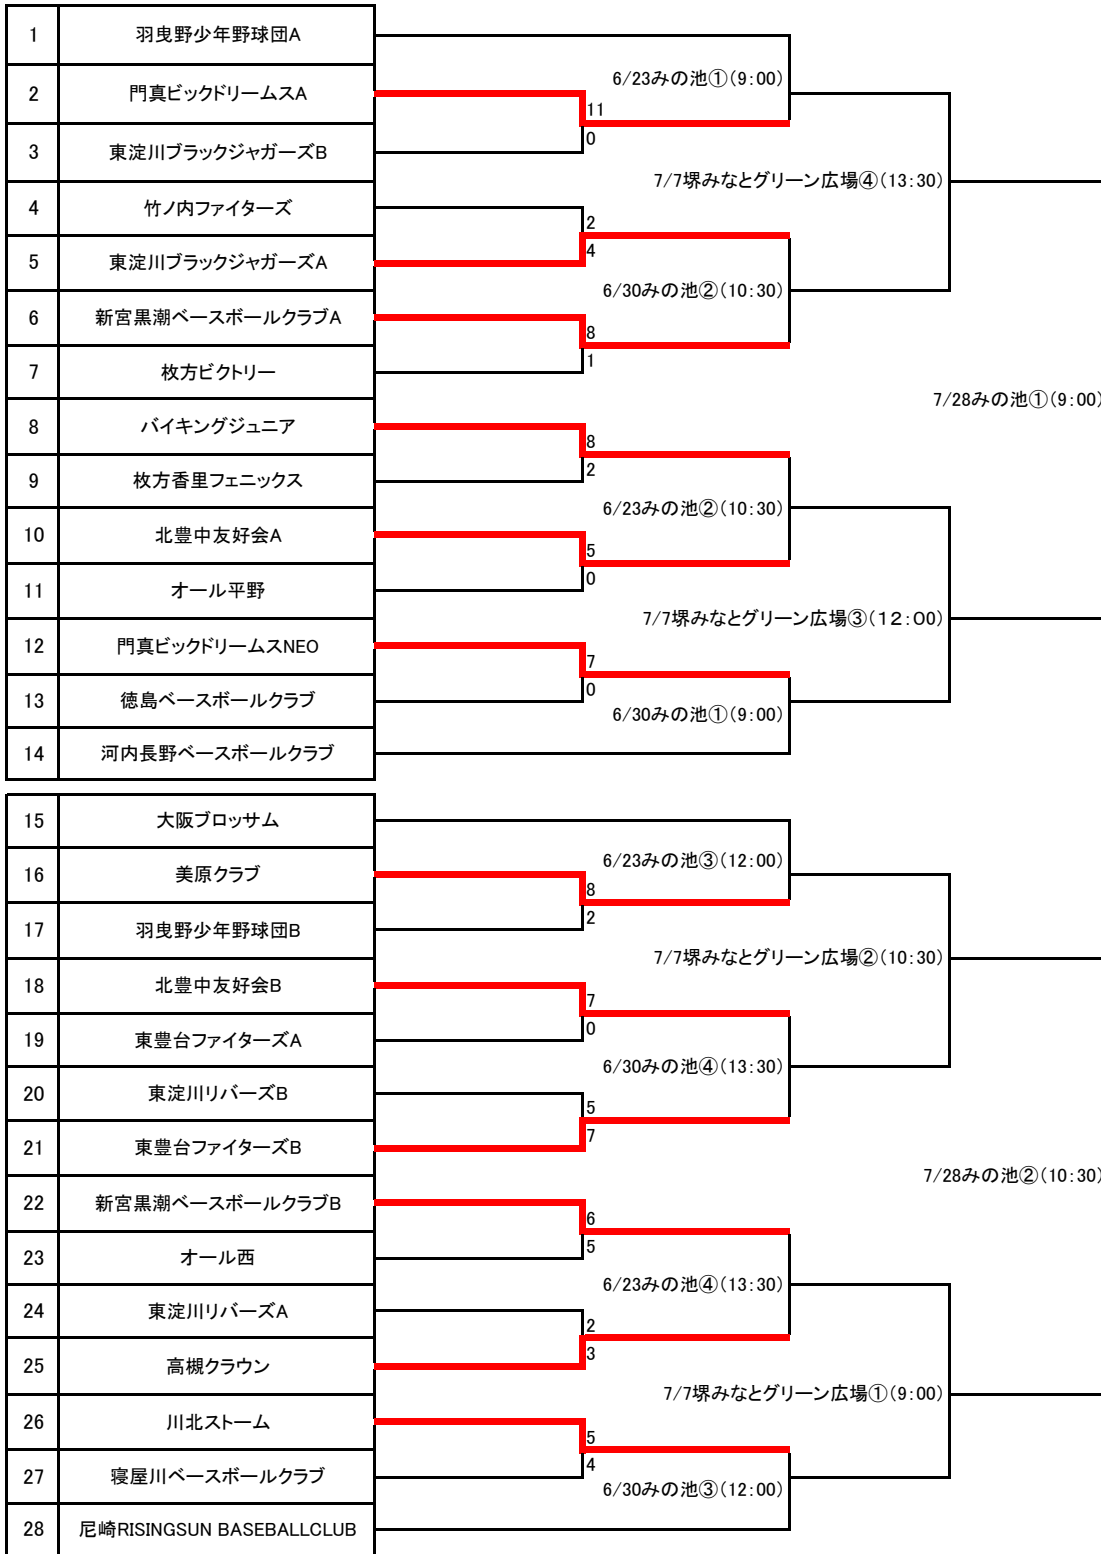 1 羽曳野少年野球団A
6/23みの池①(9:00)
2 門真ビックドリームスA
11
0
3 東淀川ブラックジャガーズB
7/7堺みなとグリーン広場④(13:30)
4 竹ノ内ファイターズ
2
4
5 東淀川ブラックジャガーズA
6/30みの池②(10:30)
6 新宮黒潮ベースボールクラブA
8
1
7 枚方ビクトリー
7/28みの池①(9:00)
8 バイキングジュニア
8
2
9 枚方香里フェニックス
6/23みの池②(10:30)
10 北豊中友好会A
5
0
11 オール平野
7/7堺みなとグリーン広場③(12:00)
12 門真ビックドリームスNEO
7
0
13 徳島ベースボールクラブ
6/30みの池①(9:00)
14 河内長野ベースボールクラブ
15 大阪ブロッサム
6/23みの池③(12:00)
16 美原クラブ
8
2
17 羽曳野少年野球団B
7/7堺みなとグリーン広場②(10:30)
18 北豊中友好会B
7
0
19 東豊台ファイターズA
6/30みの池④(13:30)
20 東淀川リバーズB
5
7
21 東豊台ファイターズB
7/28みの池②(10:30)
22 新宮黒潮ベースボールクラブB
6
5
23 オール西
6/23みの池④(13:30)
24 東淀川リバーズA
2
3
25 高槻クラウン
7/7堺みなとグリーン広場①(9:00)
26 川北ストーム
5
4
27 寝屋川ベースボールクラブ
6/30みの池③(12:00)
28 尼崎RISINGSUN BASEBALLCLUB